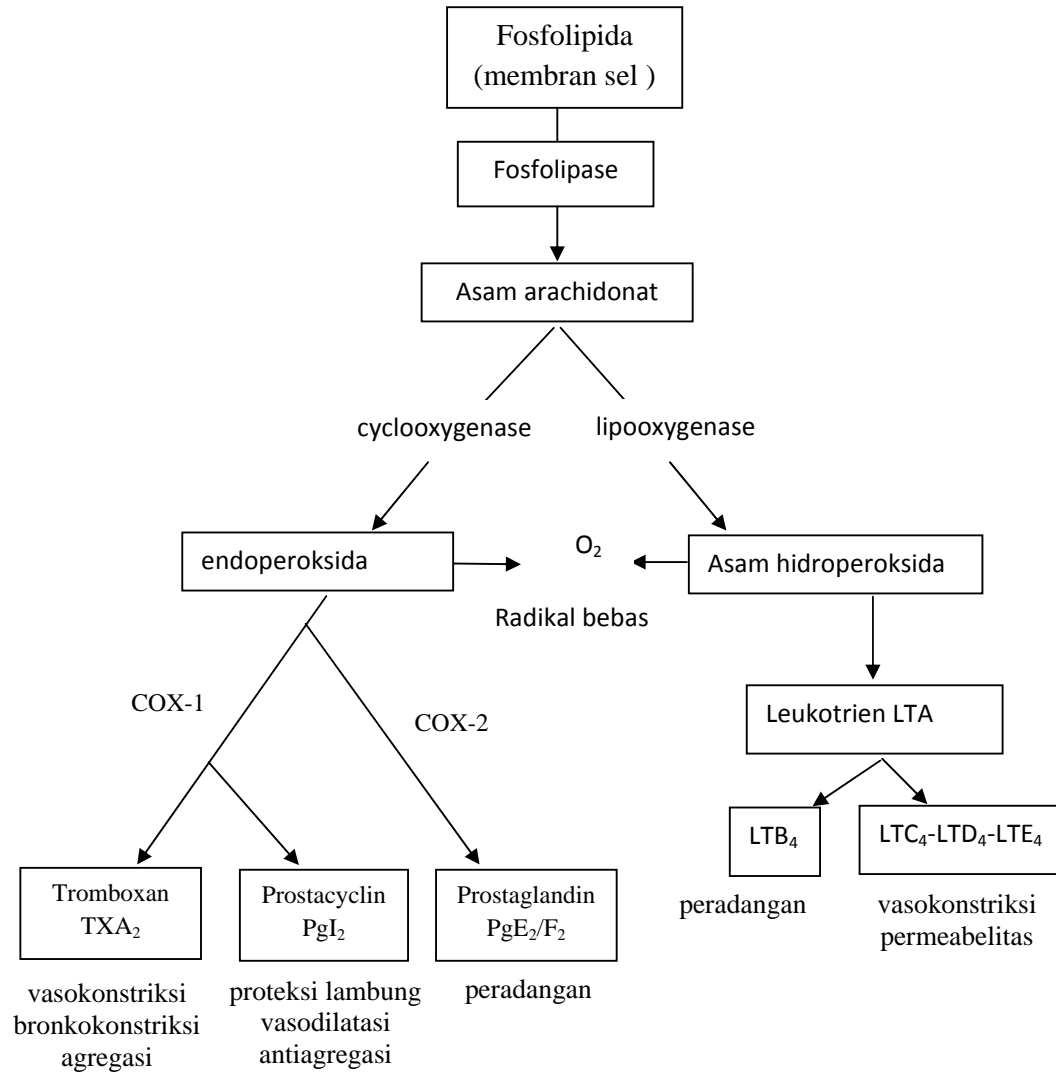 Fosfolipida
(membran sel )
Fosfolipase
Asam arachidonat
cyclooxygenase
lipooxygenase
endoperoksida
O₂
Asam hidroperoksida
Radikal bebas
COX-1
COX-2
Leukotrien LTA
LTB₄
LTC₄-LTD₄-LTE₄
peradangan
vasokonstriksi
permeabelitas
Tromboxan
TXA₂
Prostacyclin
PgI₂
Prostaglandin
PgE₂/F₂
vasokonstriksi
bronkokonstriksi
agregasi
proteksi lambung
vasodilatasi
antiagregasi
peradangan